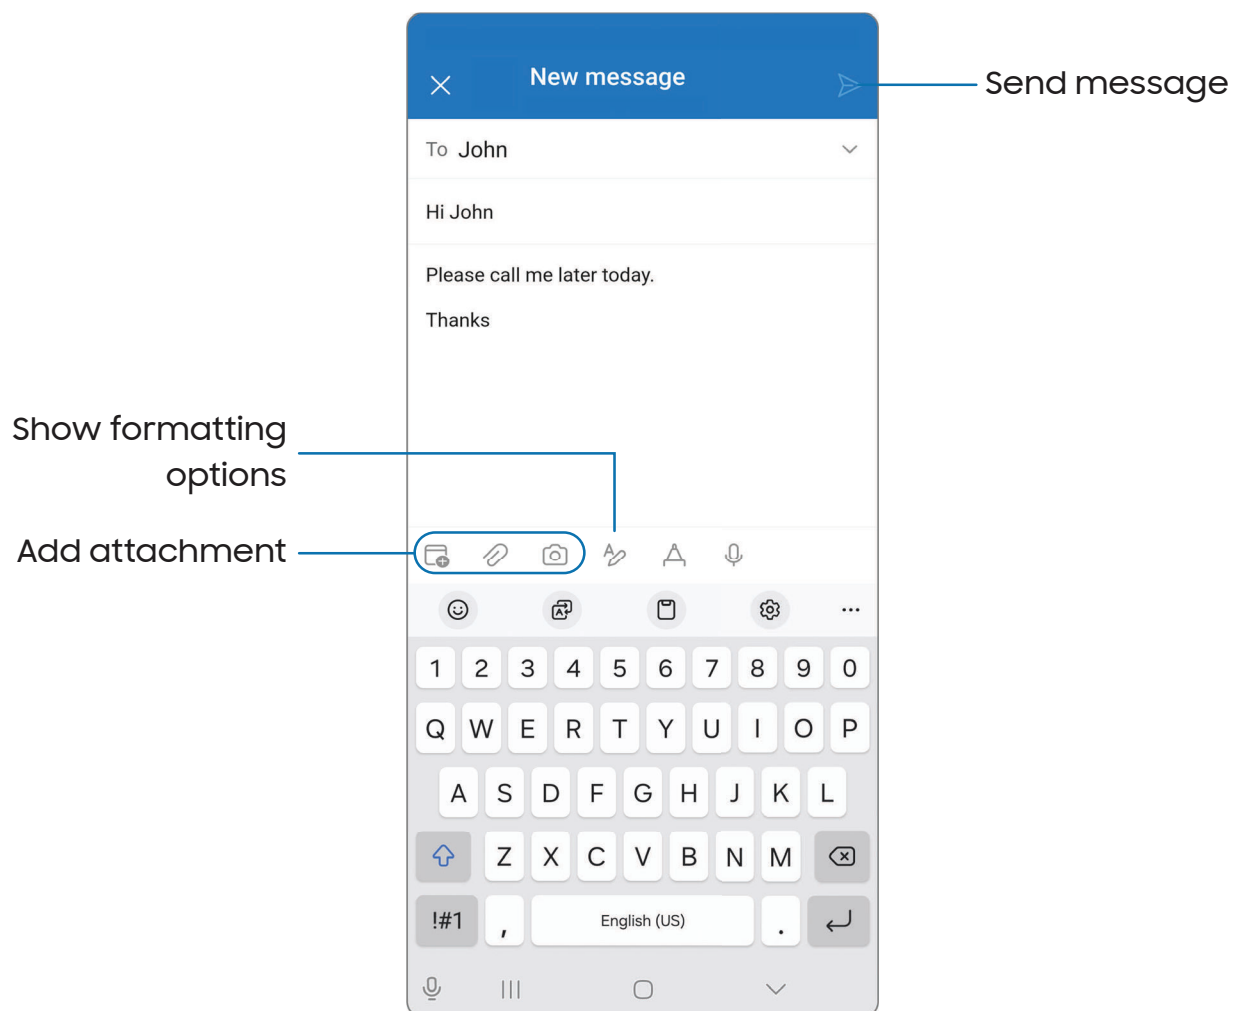 New message
Send message
To John
Hi John
Please call me later today.
Thanks
Show formatting
options
Add attachment
1 2 3 4 5 6 7 8 9 0
Q W E R T Y U I O P
A S D F G H J K L
Z X C V B N M
!#1 , English (US) .